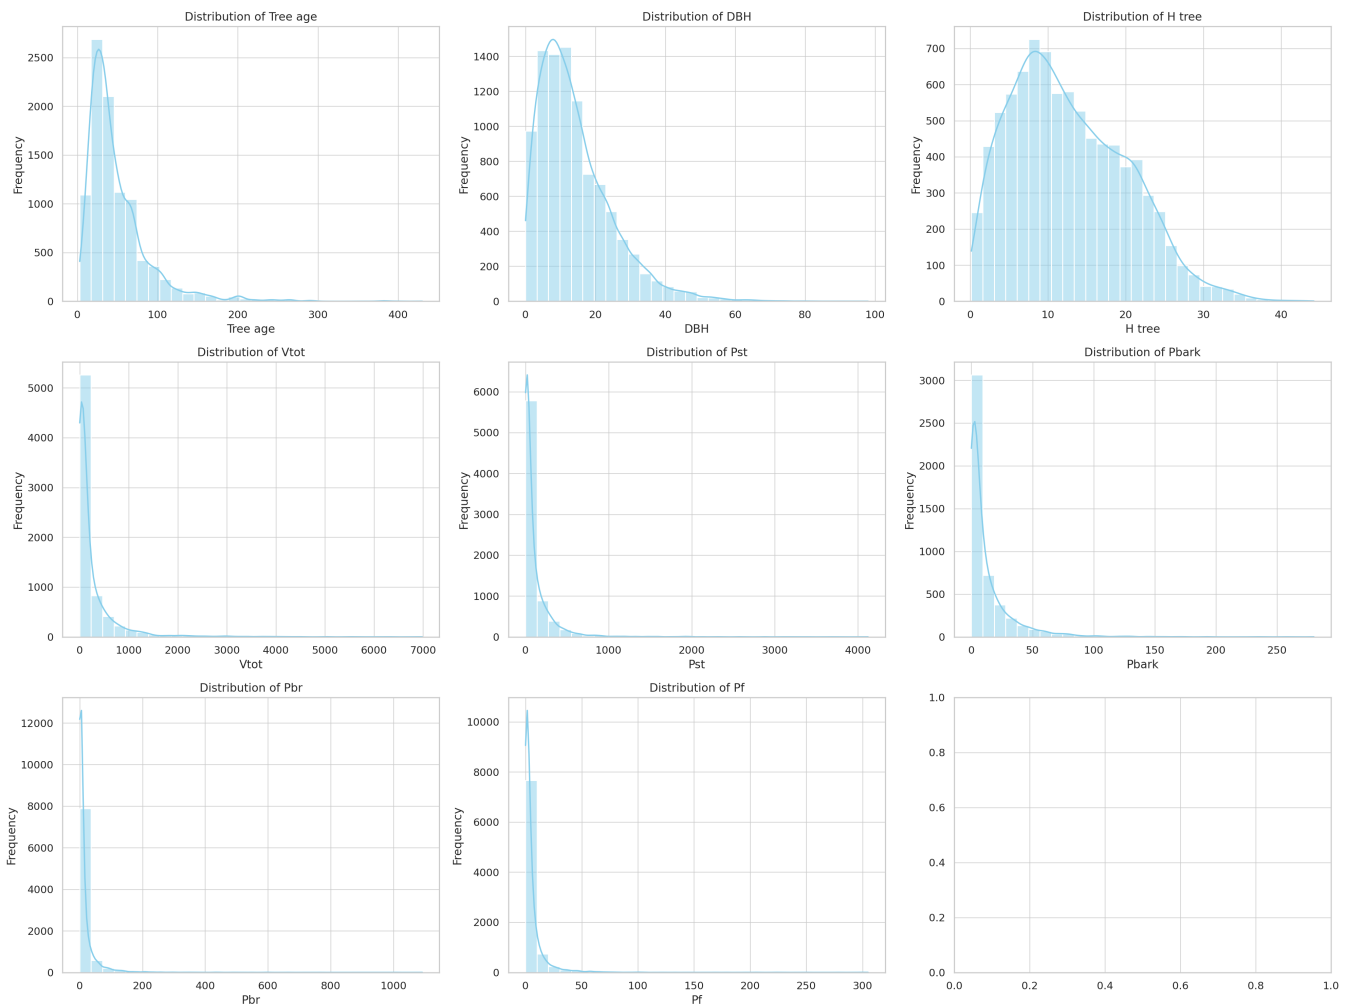 Distribution of Tree age
Frequency
2500
2000
1500
1000
500
0
0 100 200 300 400
Tree age
Distribution of DBH
Frequency
1400
1200
1000
800
600
400
200
0
0 20 40 60 80 100
DBH
Distribution of H tree
Frequency
700
600
500
400
300
200
100
0
0 10 20 30 40
H tree
Distribution of Vtot
Frequency
5000
4000
3000
2000
1000
0
0 1000 2000 3000 4000 5000 6000 7000
Vtot
Distribution of Pst
Frequency
6000
5000
4000
3000
2000
1000
0
0 1000 2000 3000 4000
Pst
Distribution of Pbark
Frequency
3000
2500
2000
1500
1000
500
0
0 50 100 150 200 250
Pbark
Distribution of Pbr
Frequency
12000
10000
8000
6000
4000
2000
0
0 200 400 600 800 1000
Pbr
Distribution of Pf
Frequency
10000
8000
6000
4000
2000
0
0 50 100 150 200 250 300
Pf
1.0
0.8
0.6
0.4
0.2
0.0
0.0 0.2 0.4 0.6 0.8 1.0